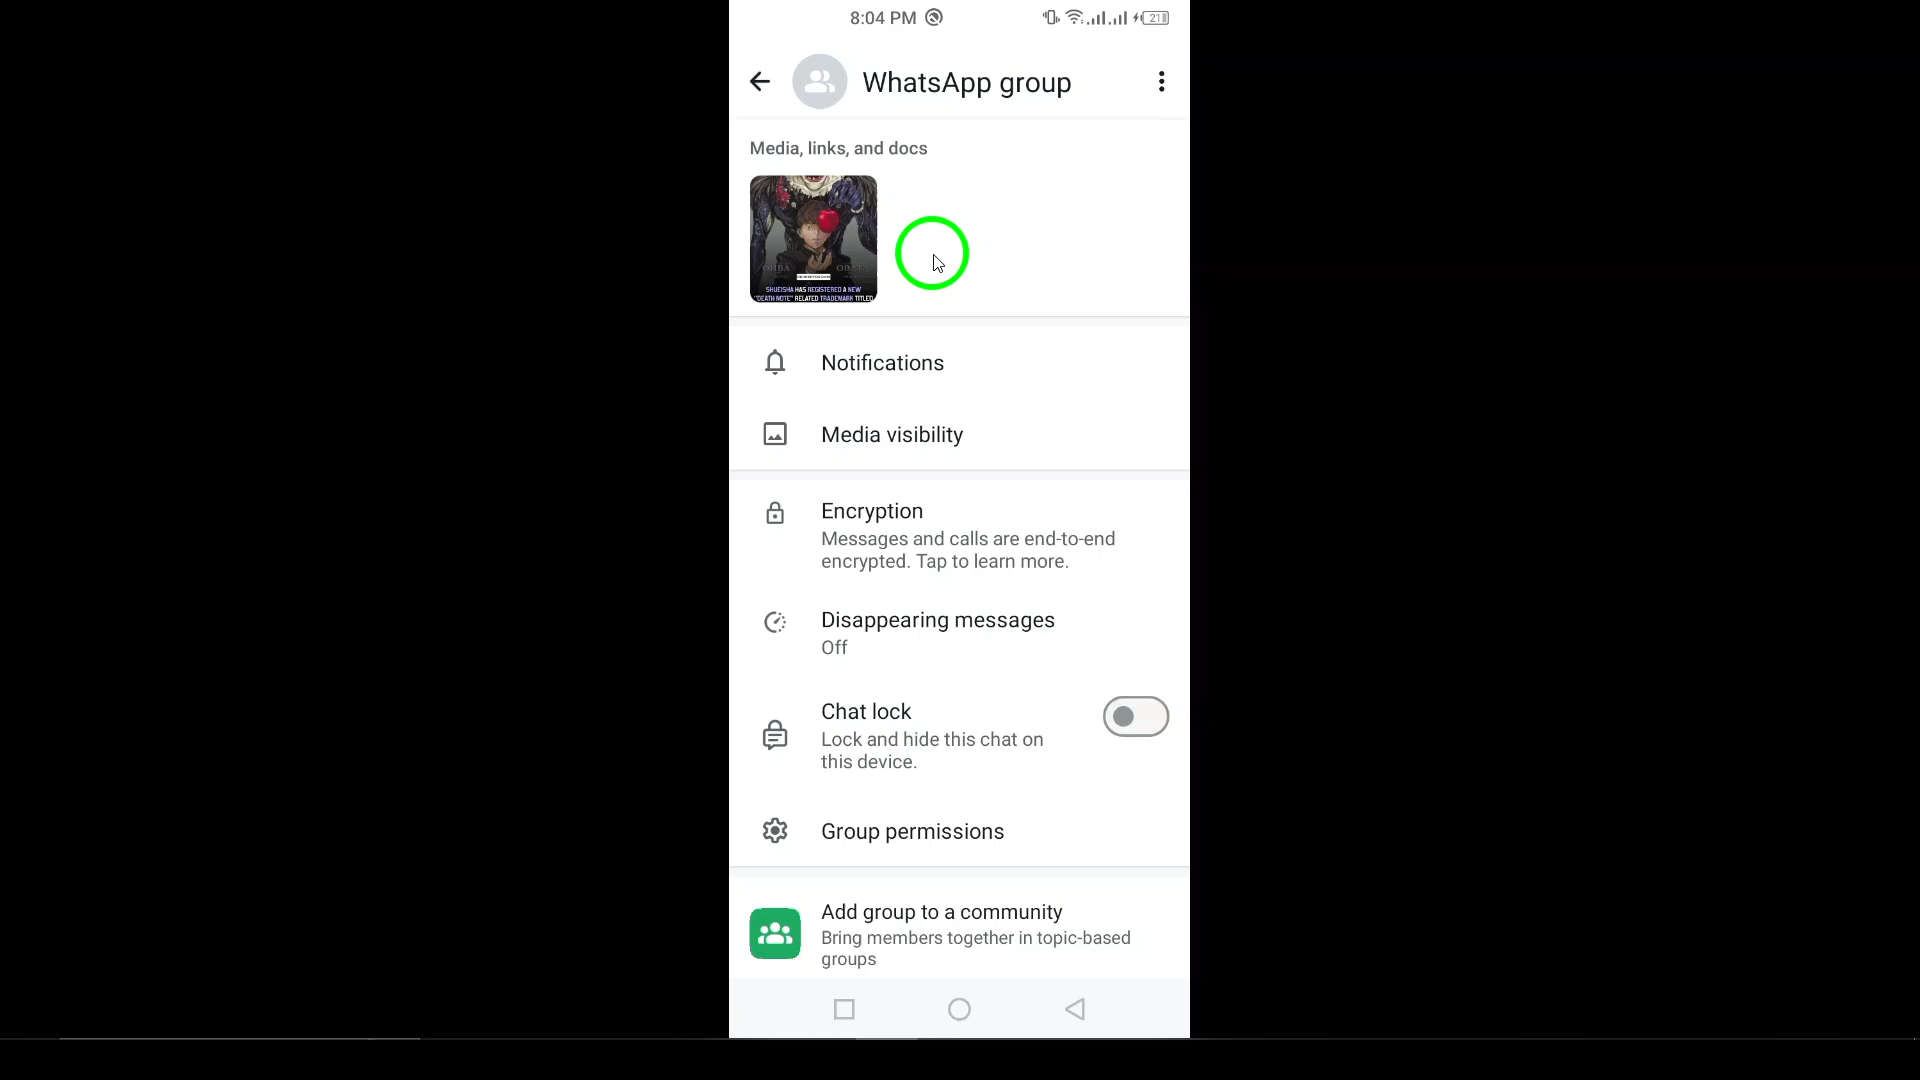 8:04 PM
21
WhatsApp group
Media, links, and docs
OHBA
SHUEISHA HAS REGISTERED A NEW
"DEATH NOTE" RELATED TRADEMARK TITLED
Notifications
Media visibility
Encryption
Messages and calls are end-to-end
encrypted. Tap to learn more.
Disappearing messages
Off
Chat lock
Lock and hide this chat on
this device.
Group permissions
Add group to a community
Bring members together in topic-based
groups